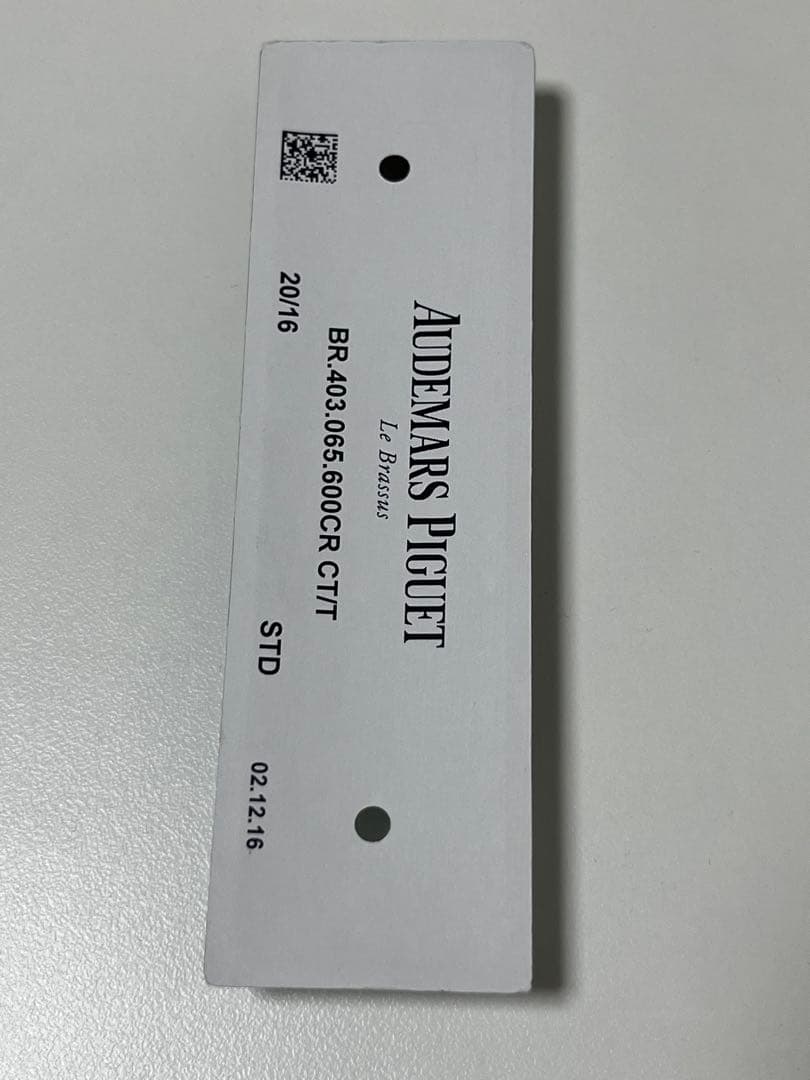 AUDEMARS PIGUET
Le Brassus
BR.403.065.600CR CT/T
20/16 STD 02.12.16